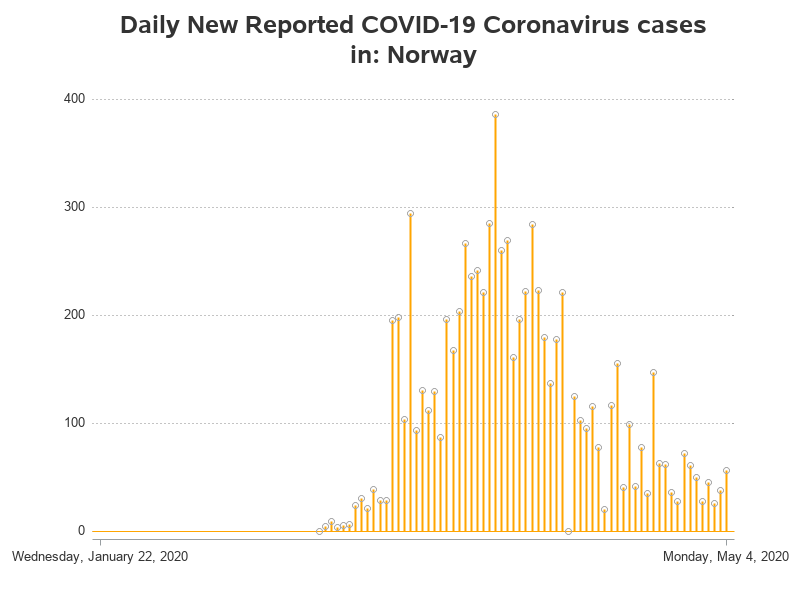 Daily New Reported COVID-19 Coronavirus cases
in: Norway
400
300
200
100
0
Wednesday, January 22, 2020
Monday, May 4, 2020